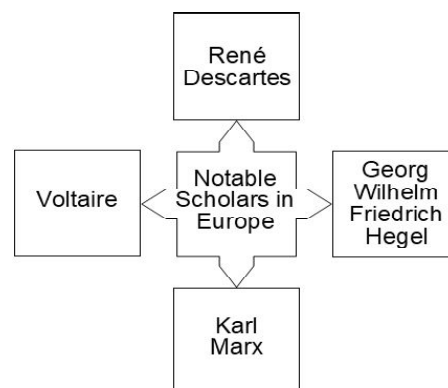 René
Descartes
Voltaire
Notable
Scholars in
Europe
Georg
Wilhelm
Friedrich
Hegel
Karl
Marx